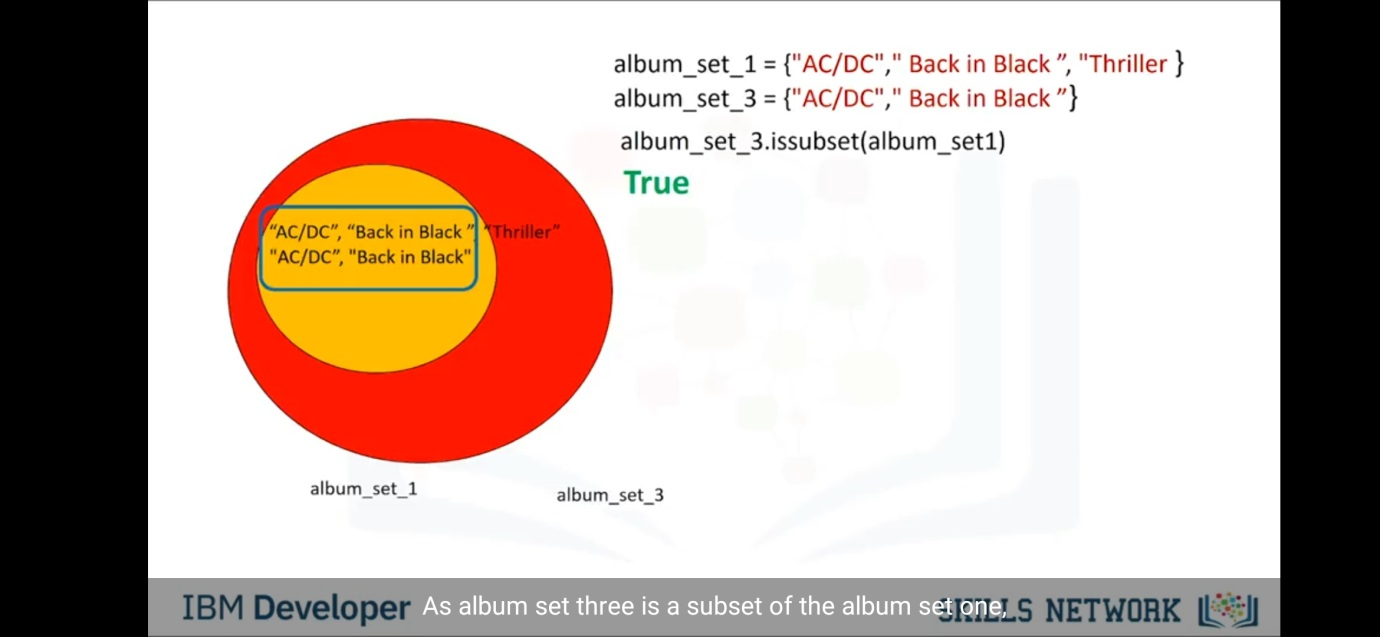 album_set_1 = {"AC/DC"," Back in Black ”, "Thriller }
album_set_3 = {"AC/DC"," Back in Black ”}
album_set_3.issubset(album_set1)
True
“AC/DC”, “Back in Black ” “Thriller”
"AC/DC”, "Back in Black"
album_set_1
album_set_3
IBM Developer
As album set three is a subset of the album set one,
SKILLS NETWORK